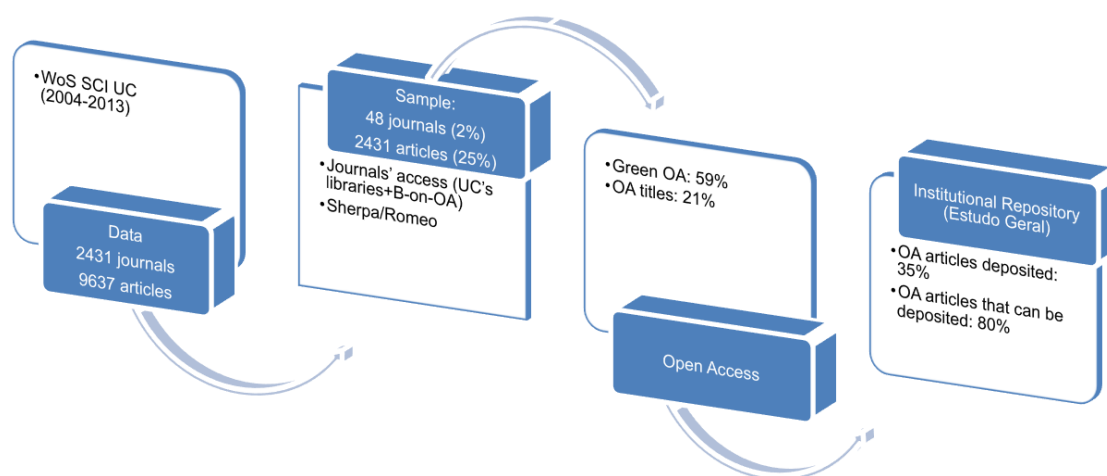 •WoS SCI UC
(2004-2013)
Data
2431 journals
9637 articles
Sample:
48 journals (2%)
2431 articles (25%)
•Journals’ access (UC’s
libraries+B-on-OA)
•Sherpa/Romeo
•Green OA: 59%
•OA titles: 21%
Open Access
Institutional Repository
(Estudo Geral)
•OA articles deposited:
35%
•OA articles that can be
deposited: 80%